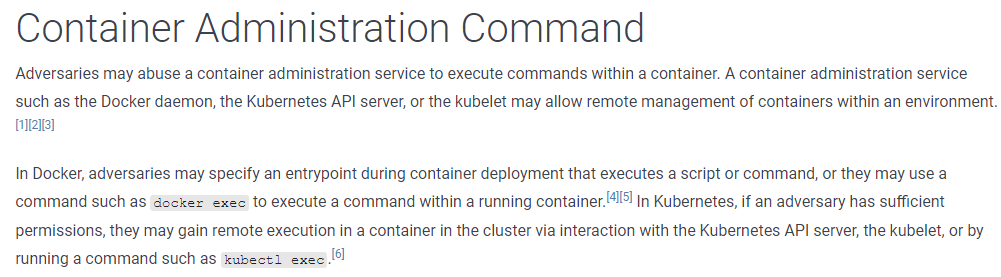 Container Administration Command
Adversaries may abuse a container administration service to execute commands within a container. A container administration service
such as the Docker daemon, the Kubernetes API server, or the kubelet may allow remote management of containers within an environment.
[1][2][3]
In Docker, adversaries may specify an entrypoint during container deployment that executes a script or command, or they may use a
command such as docker exec to execute a command within a running container.[4][5] In Kubernetes, if an adversary has sufficient
permissions, they may gain remote execution in a container in the cluster via interaction with the Kubernetes API server, the kubelet, or by
running a command such as kubectl exec.[6]